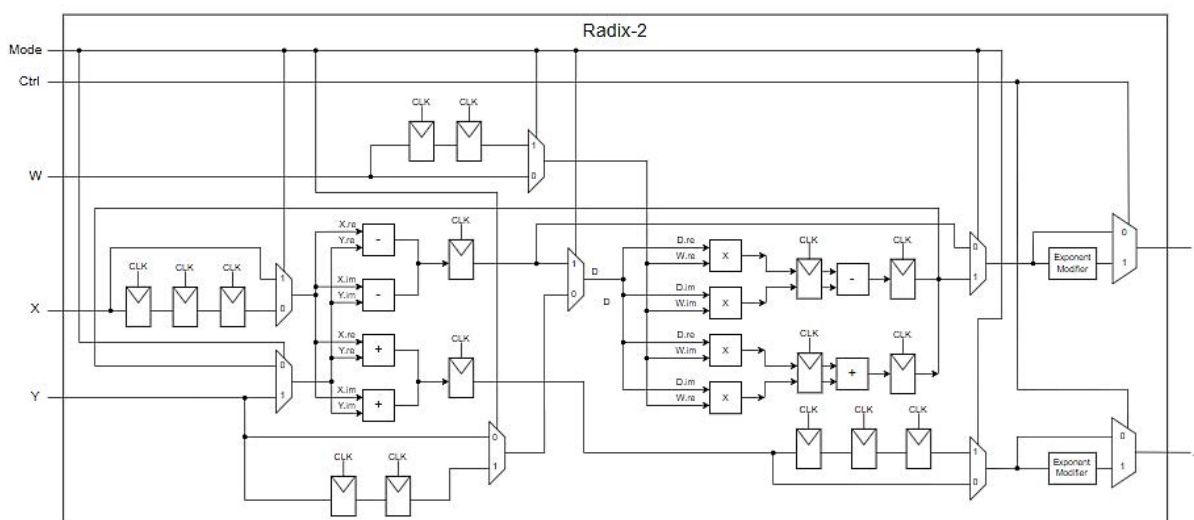 Radix-2
Mode
Ctrl
CLK CLK
1
W
0
X.re
Y.re
-
CLK
X.im
Y.im
-
CLK CLK CLK
1
X
0
X.re
Y.re
+
CLK
X.im
Y.im
+
0
Y
1
CLK CLK
0
1
1
0
D
D
D.re
W.re
X
D.im
W.im
X
CLK
-
CLK
D.re
W.im
X
D.im
W.re
X
CLK
+
CLK
CLK CLK CLK
0
1
Exponent
Modifier
0
1
1
0
Exponent
Modifier
0
1